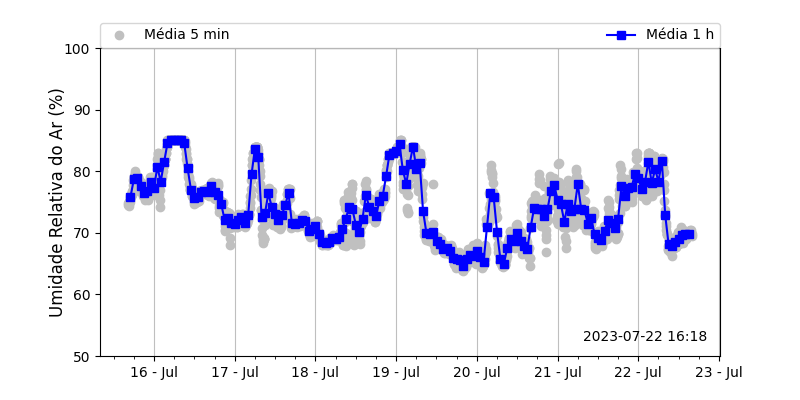 Média 5 min
Média 1 h
Umidade Relativa do Ar (%)
100
90
80
70
60
50
2023-07-22 16:18
16 - Jul
17 - Jul
18 - Jul
19 - Jul
20 - Jul
21 - Jul
22 - Jul
23 - Jul